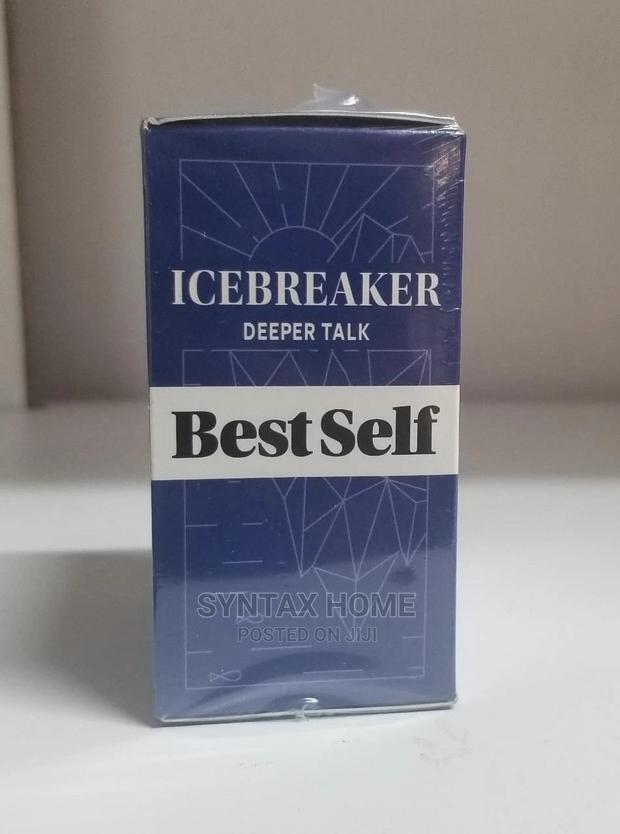 ICEBREAKER
DEEPER TALK
Best Self
SYNTAX HOME
POSTED ON JIJI